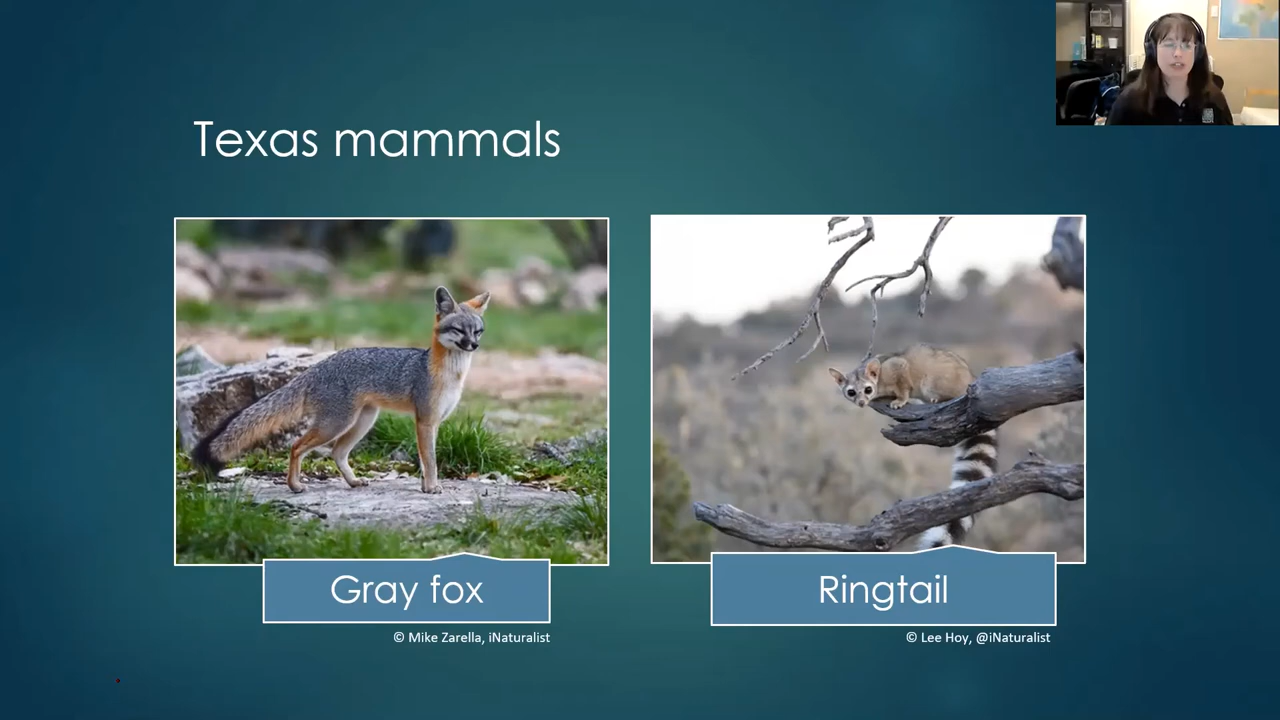 Texas mammals
Gray fox
Ringtail
© Mike Zarella, iNaturalist
© Lee Hoy, @iNaturalist